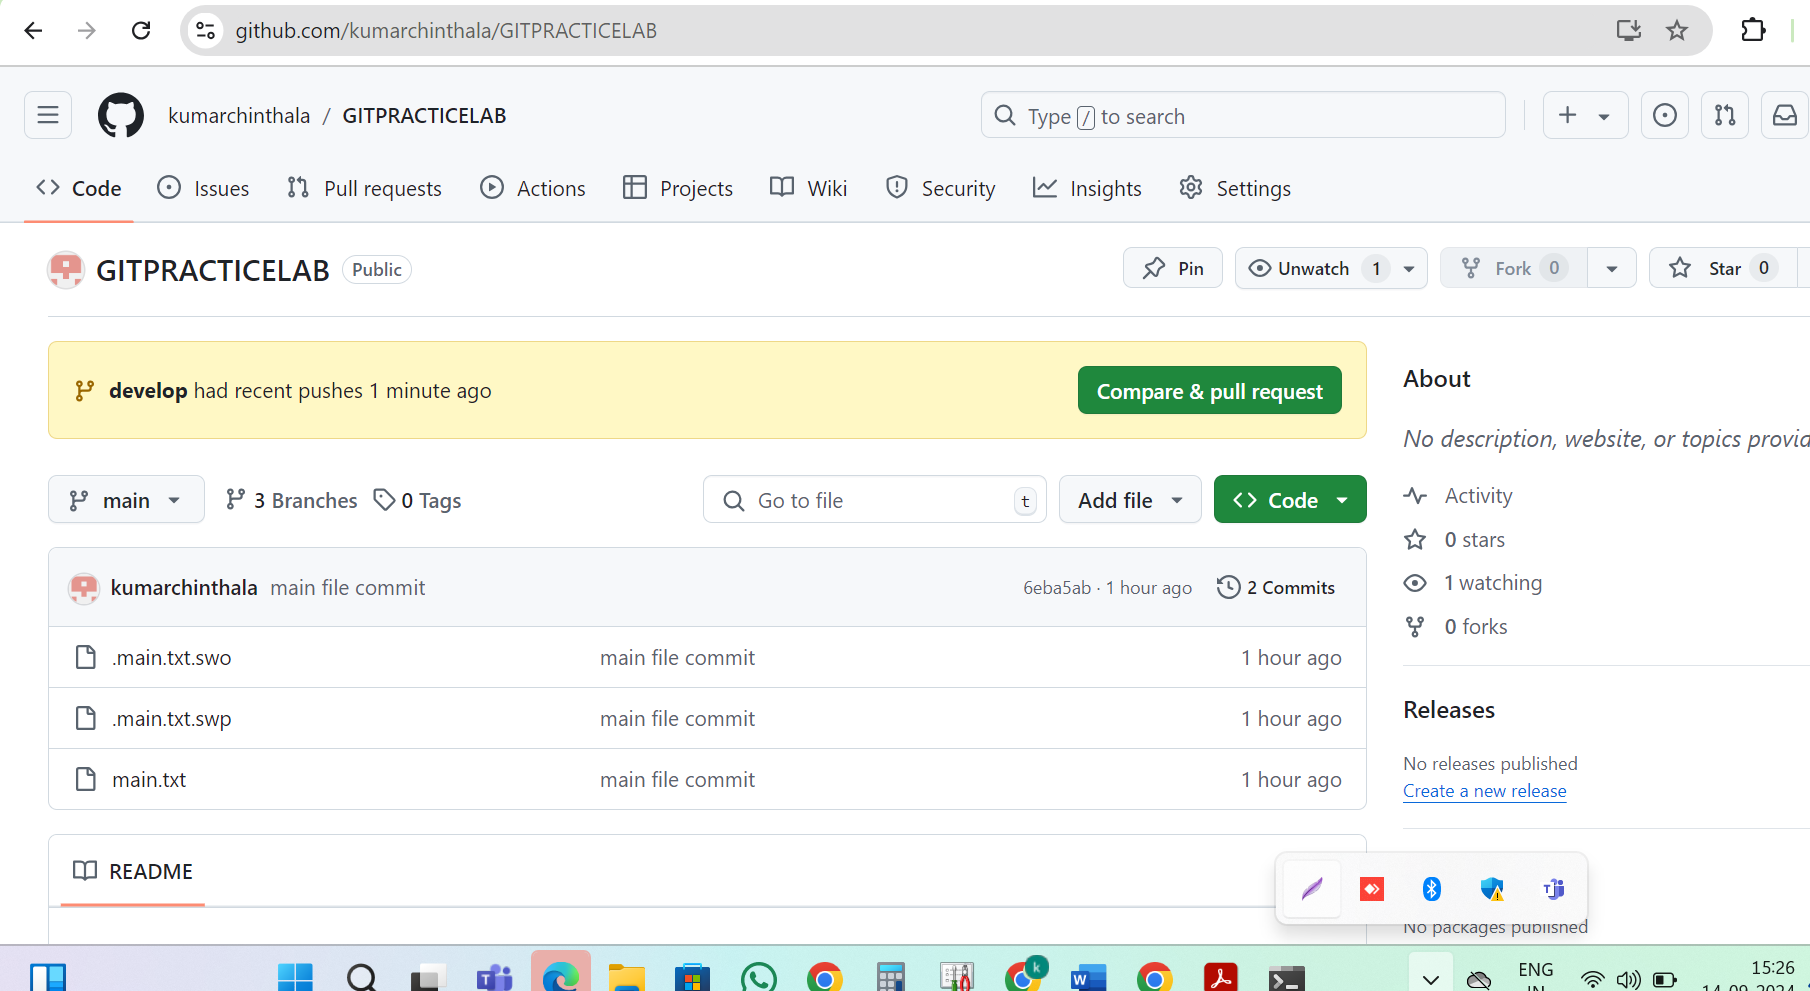 github.com/kumarchinthala/GITPRACTICELAB
kumarchinthala / GITPRACTICELAB
Type / to search
Code Issues Pull requests Actions Projects Wiki Security Insights Settings
GITPRACTICELAB Public
Pin Unwatch 1 Fork 0 Star 0
develop had recent pushes 1 minute ago
Compare & pull request
main 3 Branches 0 Tags
Go to file t Add file Code
kumarchinthala main file commit 6eba5ab · 1 hour ago 2 Commits
.main.txt.swo main file commit 1 hour ago
.main.txt.swp main file commit 1 hour ago
main.txt main file commit 1 hour ago
README
About
No description, website, or topics provid
Activity
0 stars
1 watching
0 forks
Releases
No releases published
Create a new release
No packages published
k
T
W
ENG
IN
15:26
14-09-2024